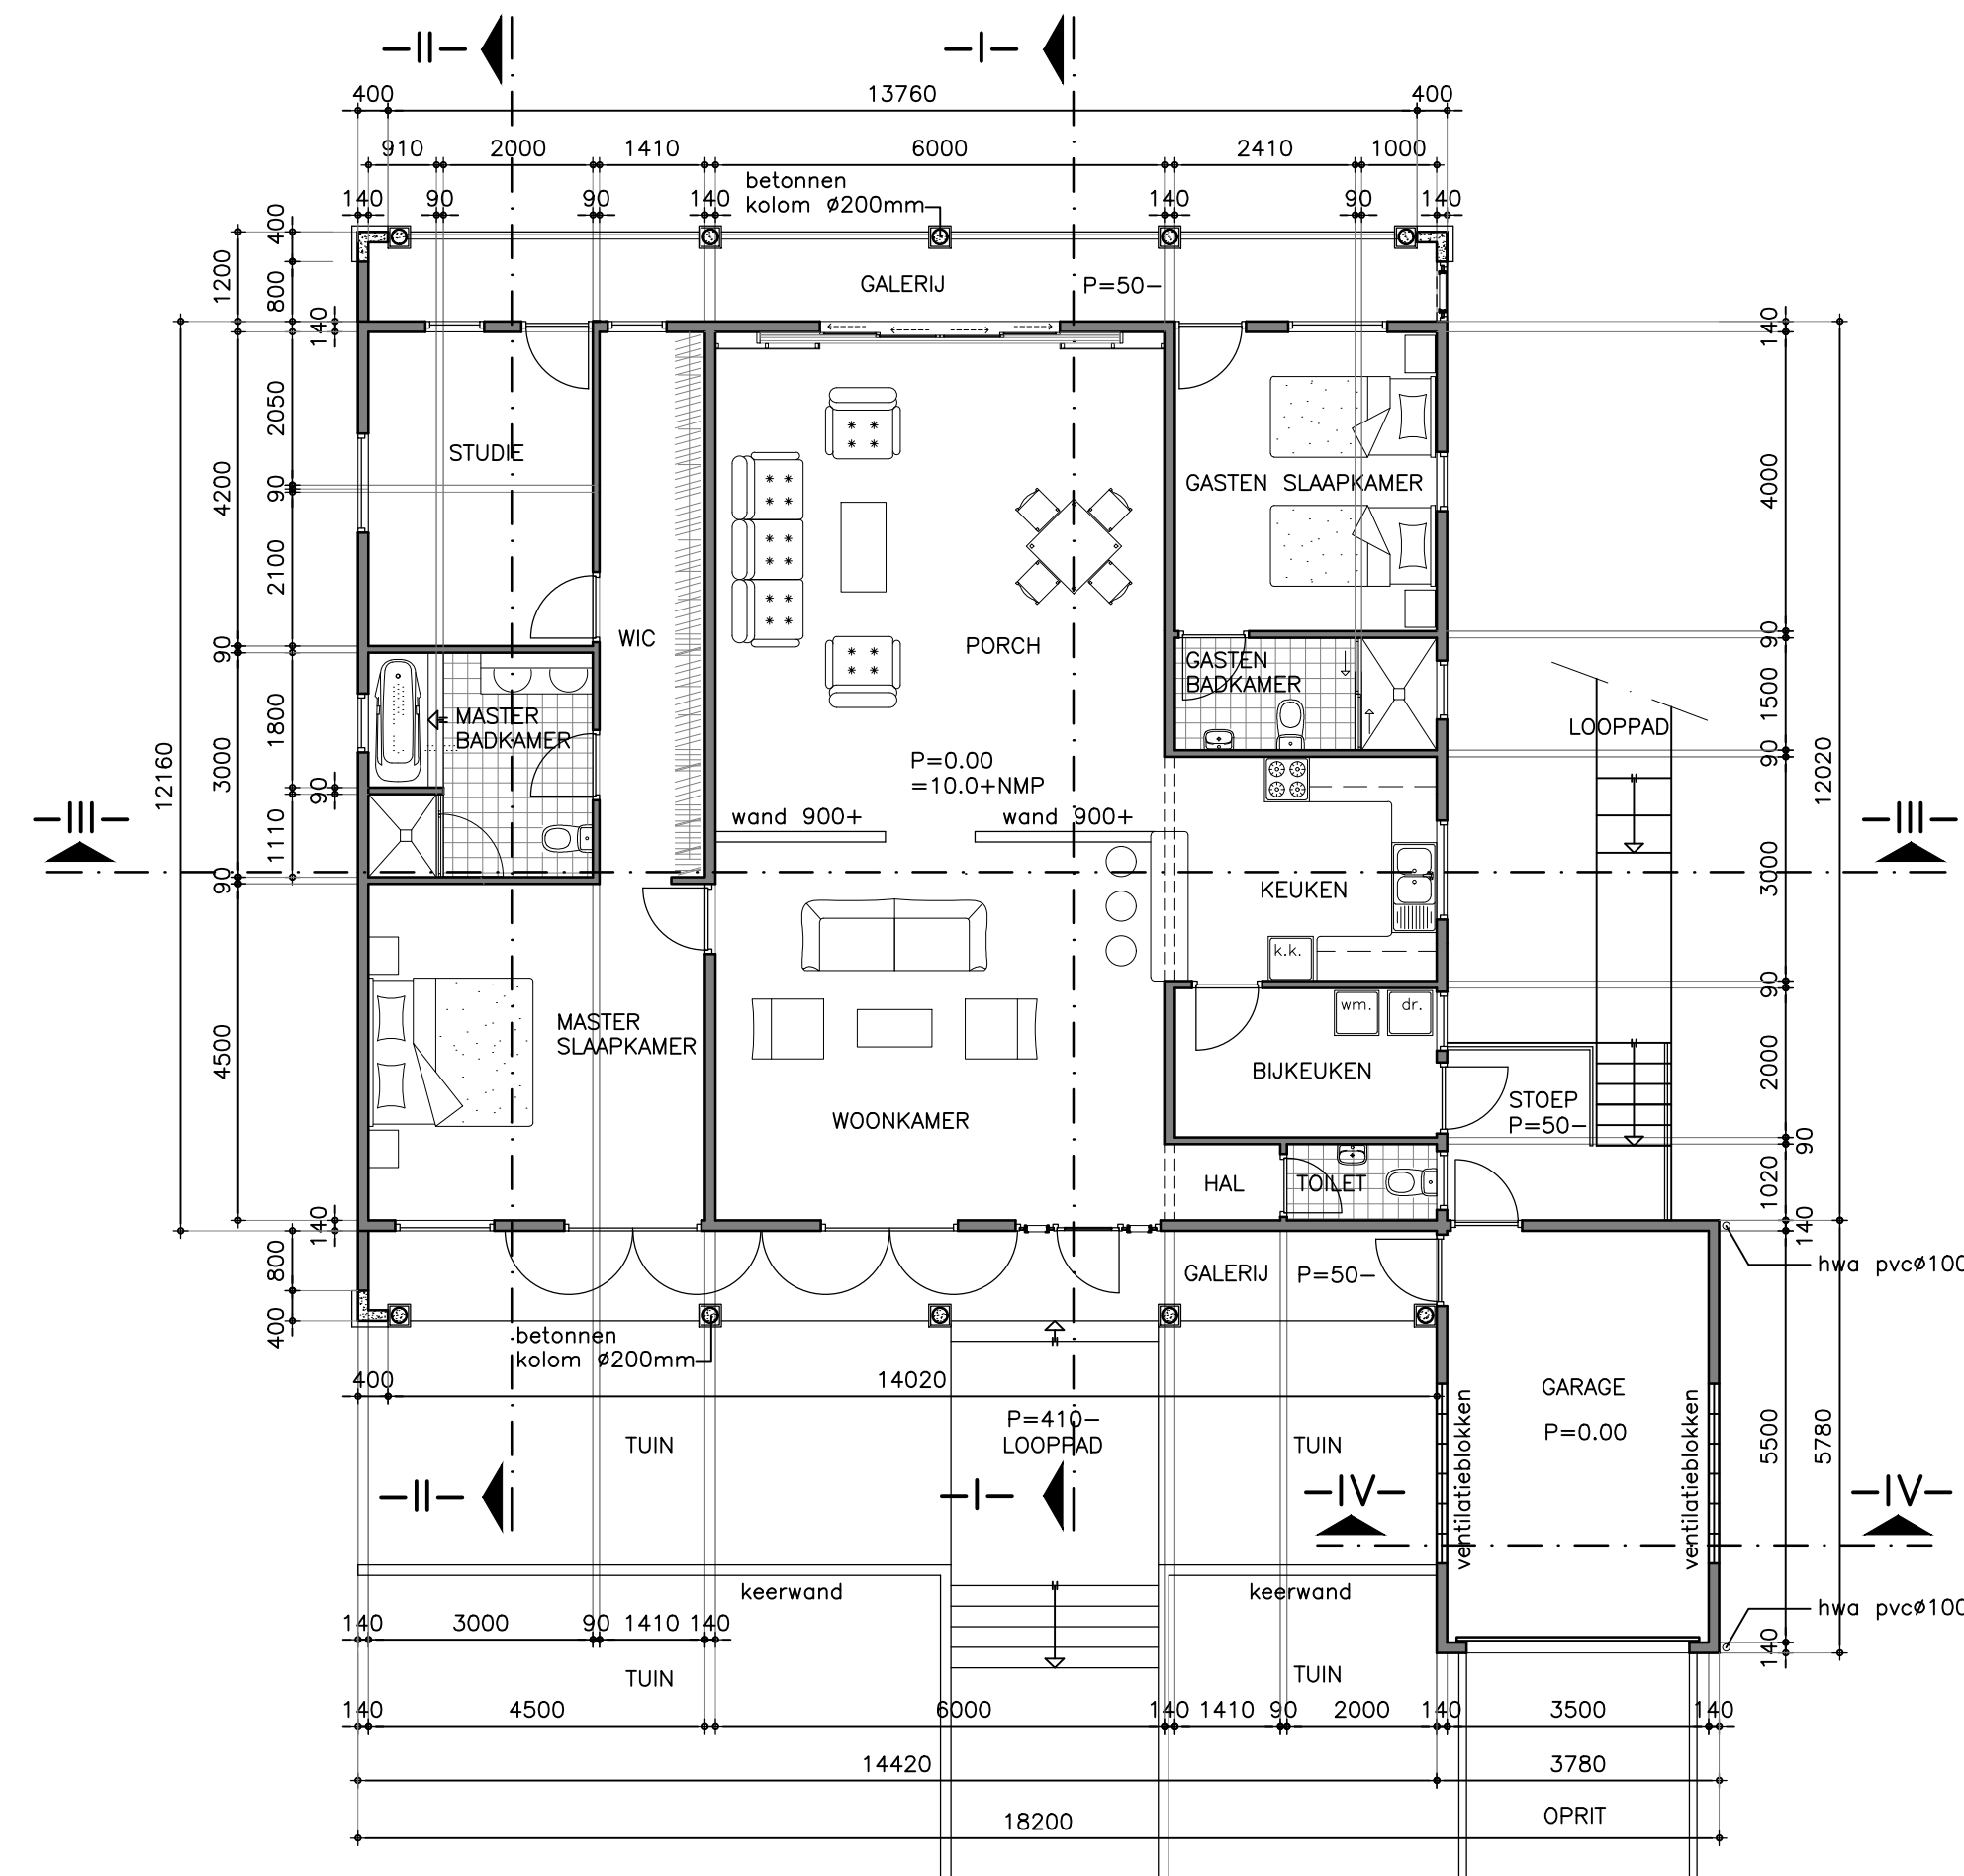 -II-
-I-
400 13760 400
910 2000 1410 6000 2410 1000
betonnen
kolom ø200mm
140 90 90 140 140 90 140
400
1200
800
140
GALERIJ
P=50-
140
2050
STUDIE
4200
90
GASTEN SLAAPKAMER
4000
2100
WIC
PORCH
90
90
GASTEN
BADKAMER
MASTER
BADKAMER
1800
1500
LOOPPAD
3000
90
P=0.00
=10.0+NMP
12160
12020
90
-III-
wand 900+
wand 900+
-III-
1110
90
KEUKEN
3000
k.k.
90
wm.
dr.
MASTER
SLAAPKAMER
4500
BIJKEUKEN
2000
STOEP
P=50-
WOONKAMER
90
HAL
TOILET
1020
140
140
800
GALERIJ
P=50-
hwa pvcø100
400
betonnen
kolom ø200mm
400 14020
GARAGE
P=0.00
P=410-
LOOPPAD
TUIN
TUIN
ventilatieblokken
ventilatieblokken
5500
5780
-II-
-I-
-IV-
-IV-
keerwand
keerwand
hwa pvcø100
140 3000 90 1410 140
140
TUIN
TUIN
140 4500 6000 140 1410 90 2000 140 3500 140
14420 3780
18200
OPRIT